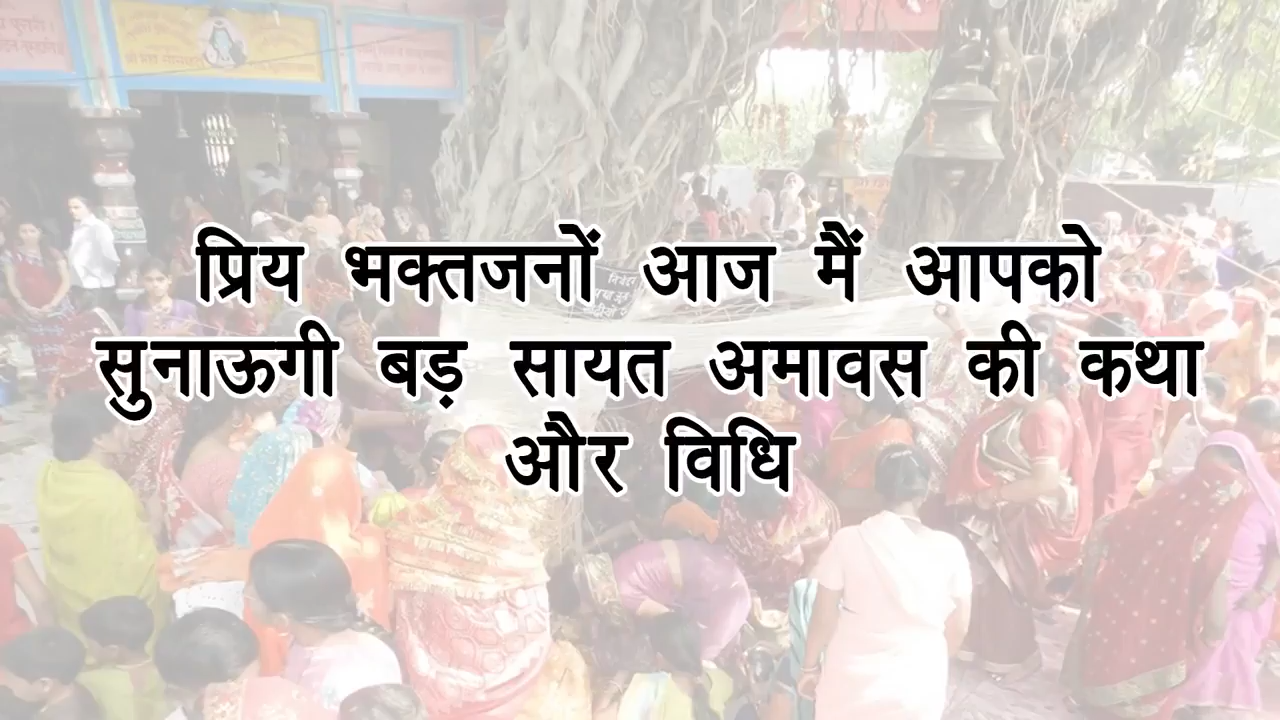 प्रिय भक्तजनों आज मैं आपको
सुनाऊगी बड़ सायत अमावस की कथा
और विधि